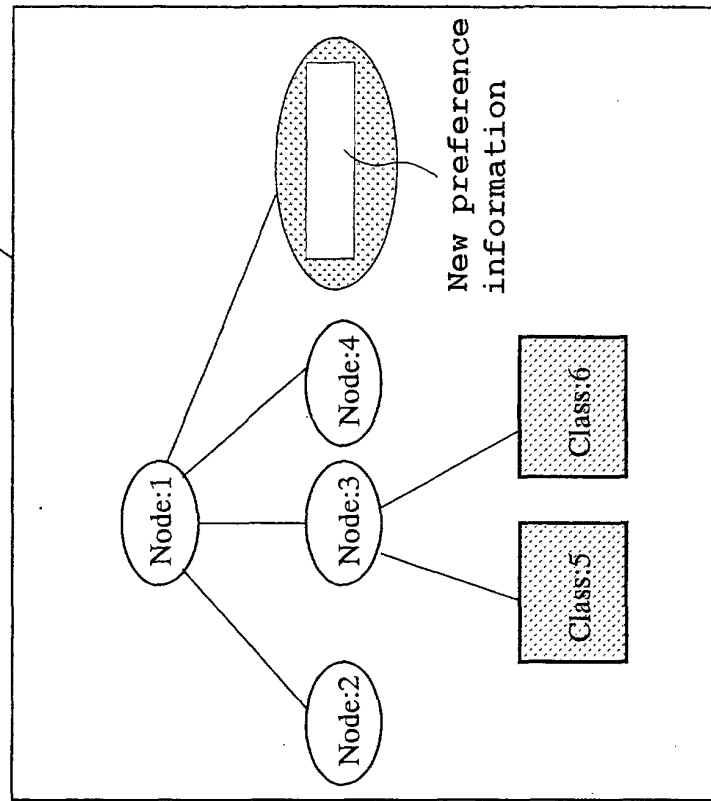 Node:1
Node:2
Node:3
Node:4
New preference
information
Class:5
Class:6